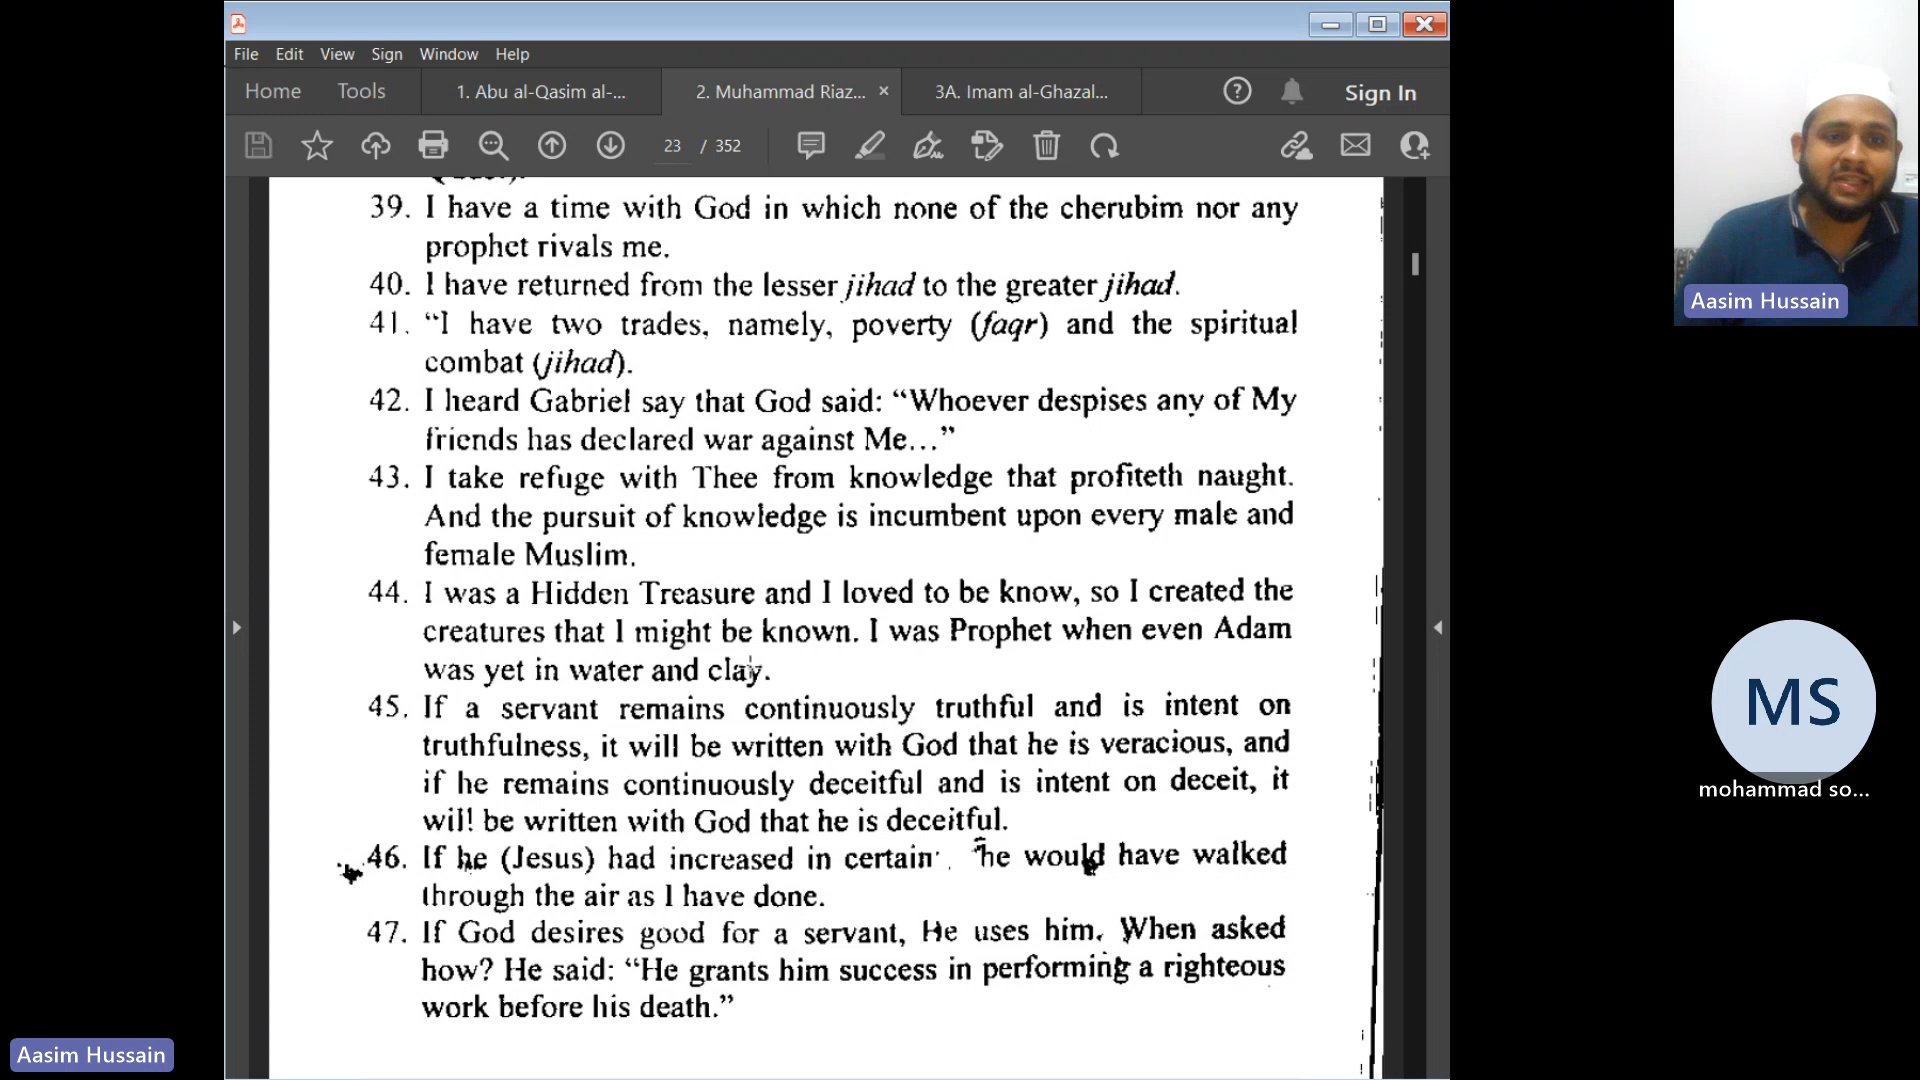 File Edit View Sign Window Help
Home Tools 1. Abu al-Qasim al-... 2. Muhammad Riaz... × 3A. Imam al-Ghazal... Sign In
23 / 352
39. I have a time with God in which none of the cherubim nor any
prophet rivals me.
40. I have returned from the lesser jihad to the greater jihad.
41. “I have two trades, namely, poverty (faqr) and the spiritual
combat (jihad).
42. I heard Gabriel say that God said: “Whoever despises any of My
friends has declared war against Me...”
43. I take refuge with Thee from knowledge that profiteth naught.
And the pursuit of knowledge is incumbent upon every male and
female Muslim.
44. I was a Hidden Treasure and I loved to be know, so I created the
creatures that I might be known. I was Prophet when even Adam
was yet in water and clay.
45. If a servant remains continuously truthful and is intent on
truthfulness, it will be written with God that he is veracious, and
if he remains continuously deceitful and is intent on deceit, it
will be written with God that he is deceitful.
46. If he (Jesus) had increased in certain he would have walked
through the air as I have done.
47. If God desires good for a servant, He uses him. When asked
how? He said: “He grants him success in performing a righteous
work before his death.”
Aasim Hussain
MS
mohammad so...
Aasim Hussain